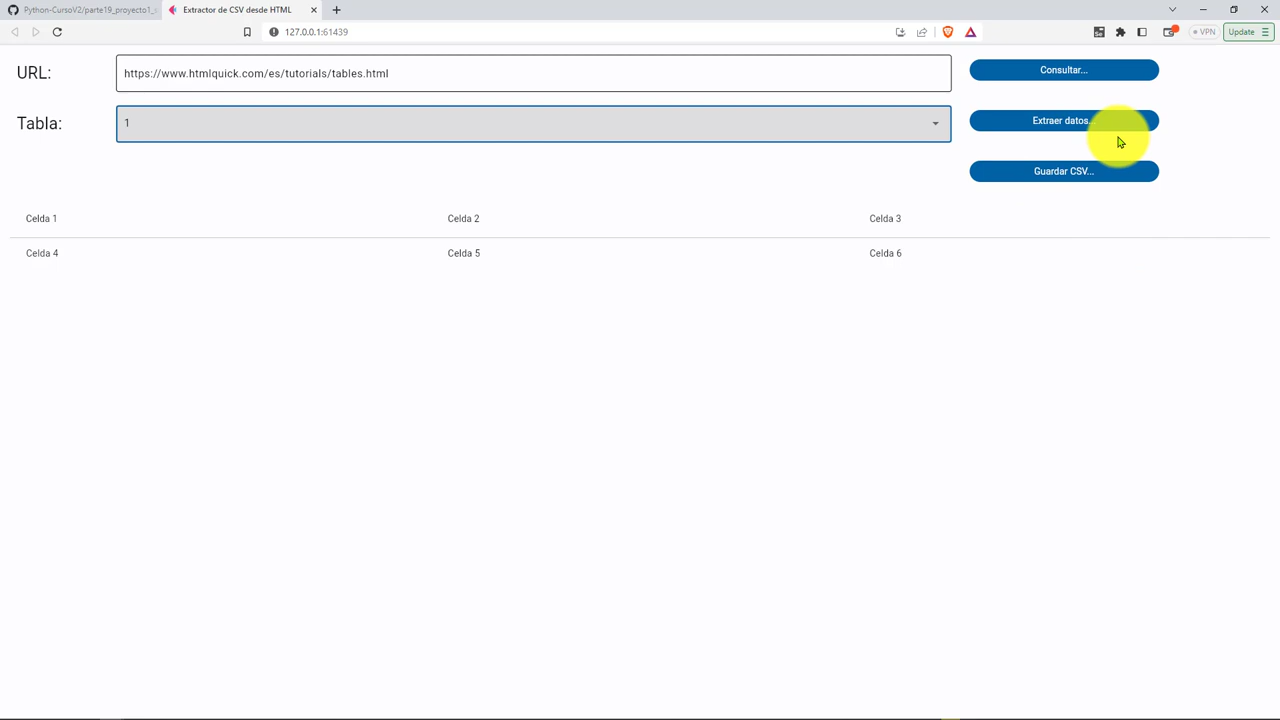 Python-CursoV2/parte19_proyecto1_
Extractor de CSV desde HTML
127.0.0.1:61439
VPN
Update
URL:
https://www.htmlquick.com/es/tutorials/tables.html
Consultar...
Tabla:
1
Extraer datos...
Guardar CSV...
Celda 1 Celda 2 Celda 3
Celda 4 Celda 5 Celda 6